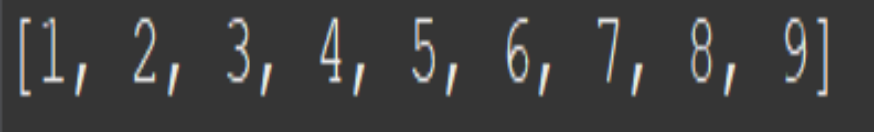 [1, 2, 3, 4, 5, 6, 7, 8, 9]